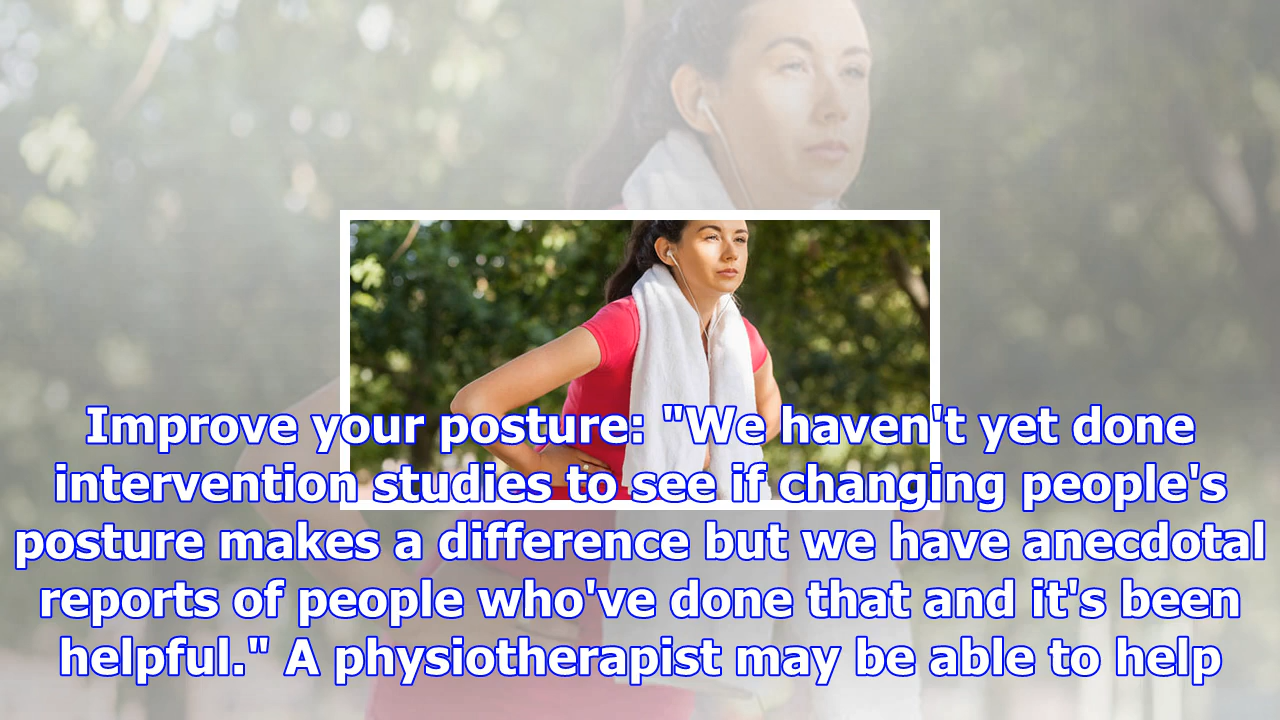 Improve your posture: "We haven't yet done
intervention studies to see if changing people's
posture makes a difference but we have anecdotal
reports of people who've done that and it's been
helpful." A physiotherapist may be able to help